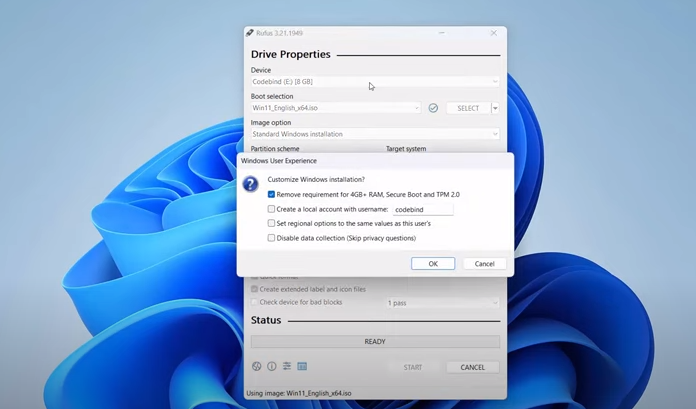 Rufus 3.21.1949
Drive Properties
Device
Codebind (E:) [8 GB]
Boot selection
Win11_English_x64.iso
SELECT
Image option
Standard Windows installation
Partition scheme Target system
Windows User Experience
Customize Windows installation?
Remove requirement for 4GB+ RAM, Secure Boot and TPM 2.0
Create a local account with username: codebind
Set regional options to the same values as this user's
Disable data collection (Skip privacy questions)
OK Cancel
Create extended label and icon files
Check device for bad blocks 1 pass
Status
READY
START CANCEL
Using image: Win11_English_x64.iso